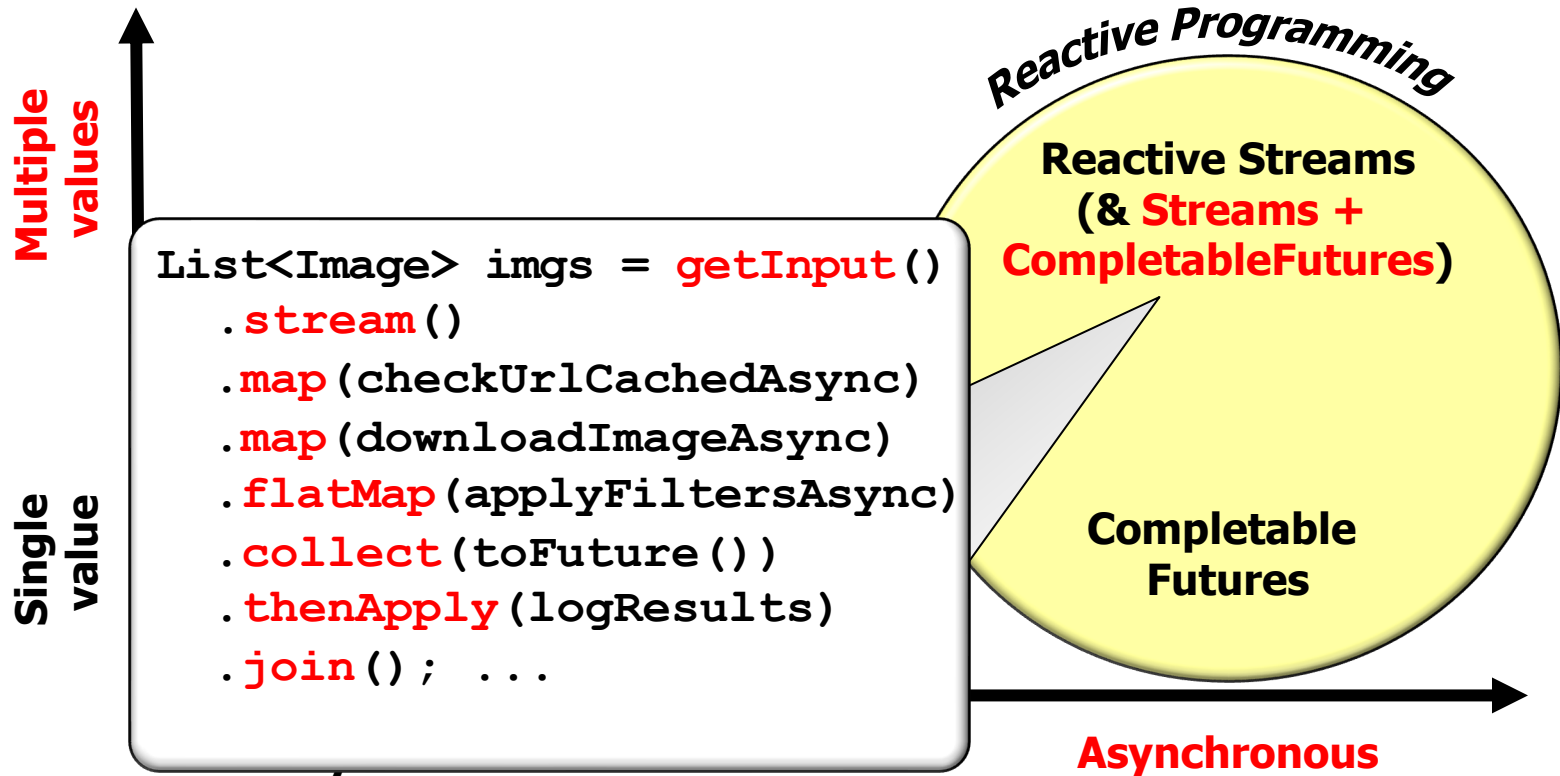 Reactive Programming
Multiple
values
Reactive Streams
(& Streams +
CompletableFutures)
List<Image> imgs = getInput()
.stream()
.map(checkUrlCachedAsync)
.map(downloadImageAsync)
.flatMap(applyFiltersAsync)
.collect(toFuture())
.thenApply(logResults)
.join(); ...
Single
value
Completable
Futures
Asynchronous